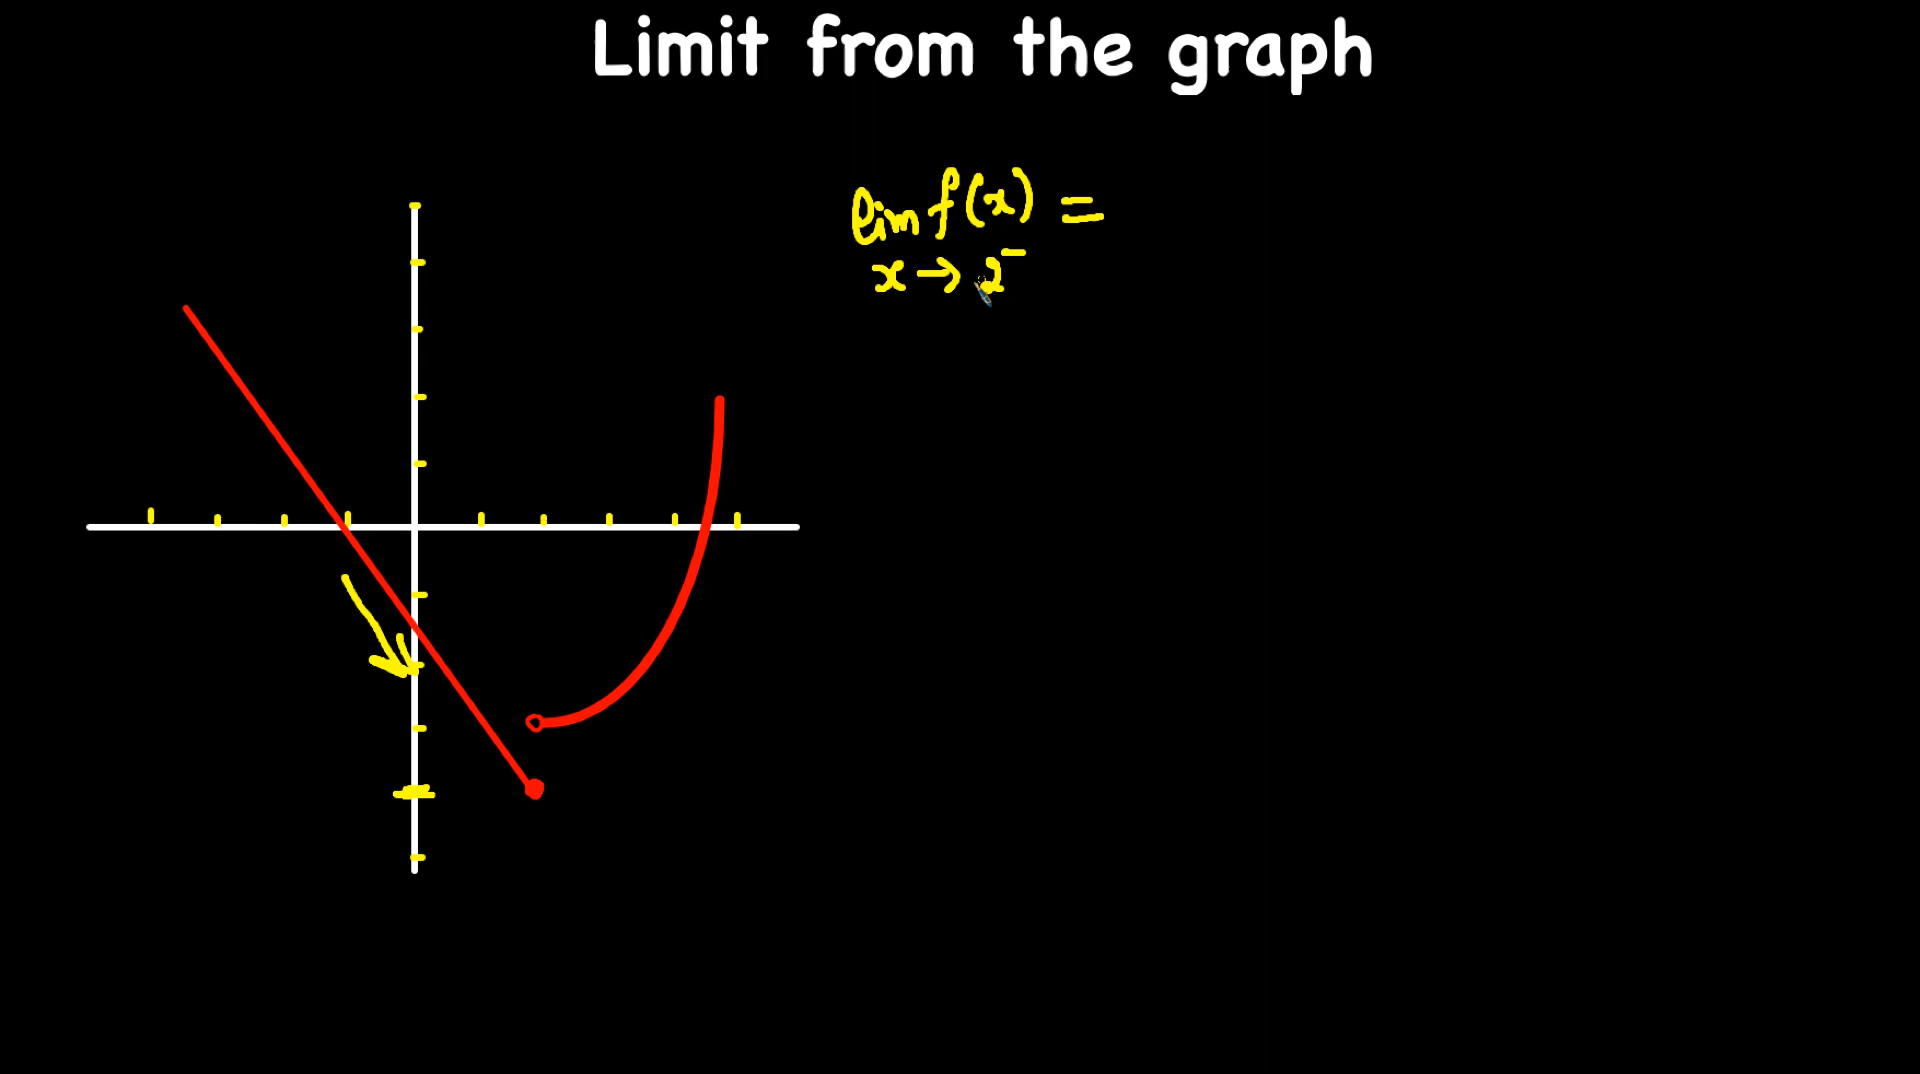 Limit from the graph
lim f(x) =
x → 2⁻